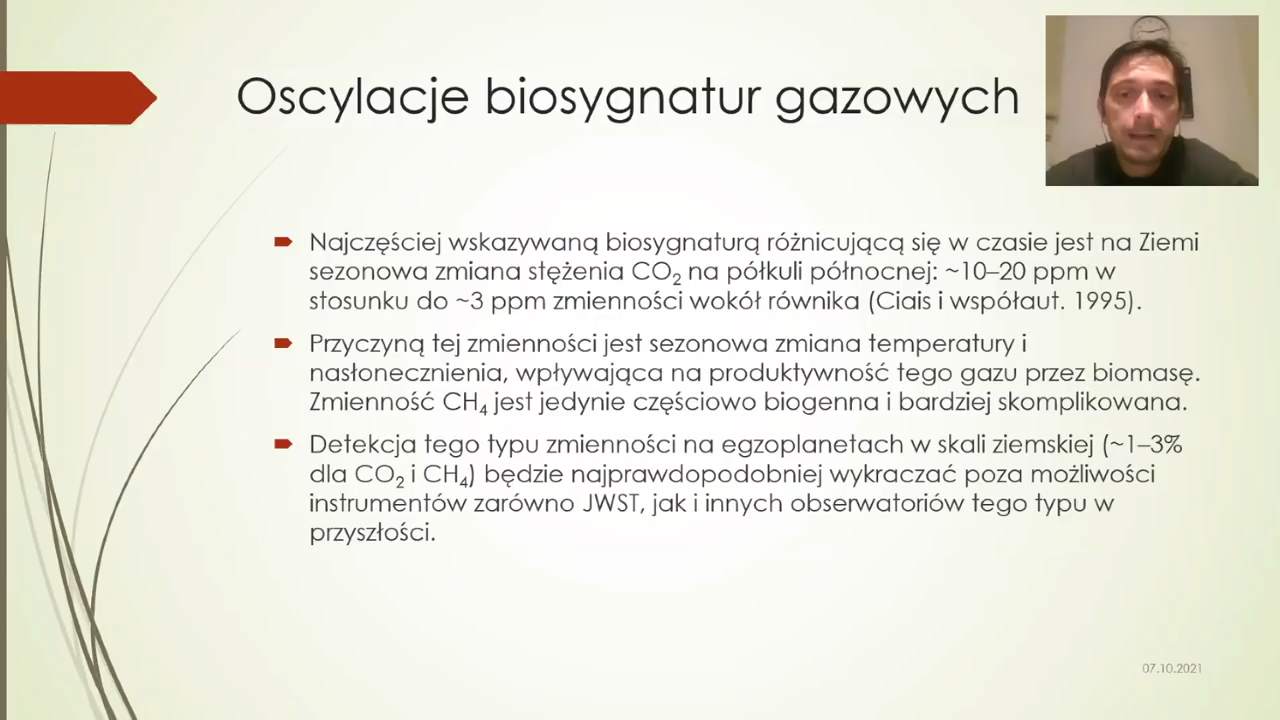 Oscylacje biosygnatur gazowych
Najczęściej wskazywaną biosygnaturą różnicującą się w czasie jest na Ziemi
sezonowa zmiana stężenia CO₂ na półkuli północnej: ~10–20 ppm w
stosunku do ~3 ppm zmienności wokół równika (Ciais i współaut. 1995).
Przyczyną tej zmienności jest sezonowa zmiana temperatury i
nasłonecznienia, wpływająca na produktywność tego gazu przez biomasę.
Zmienność CH₄ jest jedynie częściowo biogenna i bardziej skomplikowana.
Detekcja tego typu zmienności na egzoplanetach w skali ziemskiej (~1–3%
dla CO₂ i CH₄) będzie najprawdopodobniej wykraczać poza możliwości
instrumentów zarówno JWST, jak i innych obserwatoriów tego typu w
przyszłości.
07.10.2021